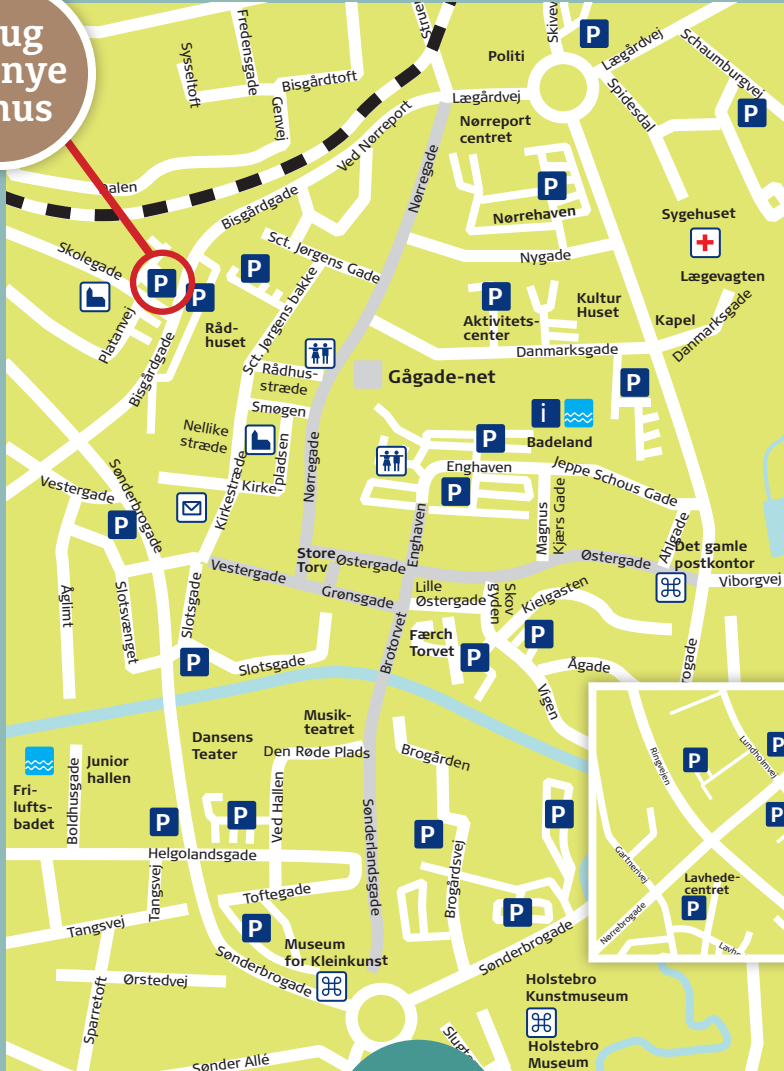 ug
nye
hus
Sysseltoft
Fredensgade
Bisgårdtoft
Genvej
Politi
P
Lægårdvej
Schaumburgvej
Spidesdal
P
Lægårdvej
Nørreport
centret
Ved Nørreport
Dalen
Bisgårdgade
Nørregade
P
Nørrehaven
Sygehuset
Skolegade
Sct. Jørgens Gade
P
P
P
Nygade
Lægevagten
Platanvej
Råd-
huset
Sct. Jørgens bakke
P
Aktivitets-
center
Kultur
Huset
Kapel
Danmarksgade
Danmarksgade
Bisgårdgade
Rådhus-
stræde
Gågade-net
P
Smøgen
Nellike
stræde
i
P
Badeland
Kirke-
pladsen
Nørregade
Enghaven
Jeppe Schous Gade
P
Vestergade
Sønderbrogade
P
Kirkestræde
Enghaven
Magnus
Kjærs Gade
Ahlgade
Det gamle
postkontor
Vestergade
Store
Torv
Østergade
Østergade
Viborgvej
Grønsgade
Lille
Østergade
Skov
gyden
Kielgasten
Åglimt
Slotsvænget
Slotsgade
P
Slotsgade
Brotorvet
Færch
Torvet
P
P
Ågade
Vigen
rogade
Musik-
teatret
Dansens
Teater
Den Røde Plads
Brogården
Junior
hallen
Fri-
lufts-
badet
Boldhusgade
P
P
Ved Hallen
Sønderlandsgade
P
P
Helgolandsgade
Tangsvej
Toftegade
Brogårdsvej
P
P
Tangsvej
Museum
for Kleinkunst
Sønderbrogade
Sønderbrogade
Ørstedvej
Sparretoft
Holstebro
Kunstmuseum
Holstebro
Museum
Sønder Allé
P
P
P
Ringvejen
Lundholmvej
Gartnerivej
Lavhede-
centret
P
Nørrebrogade